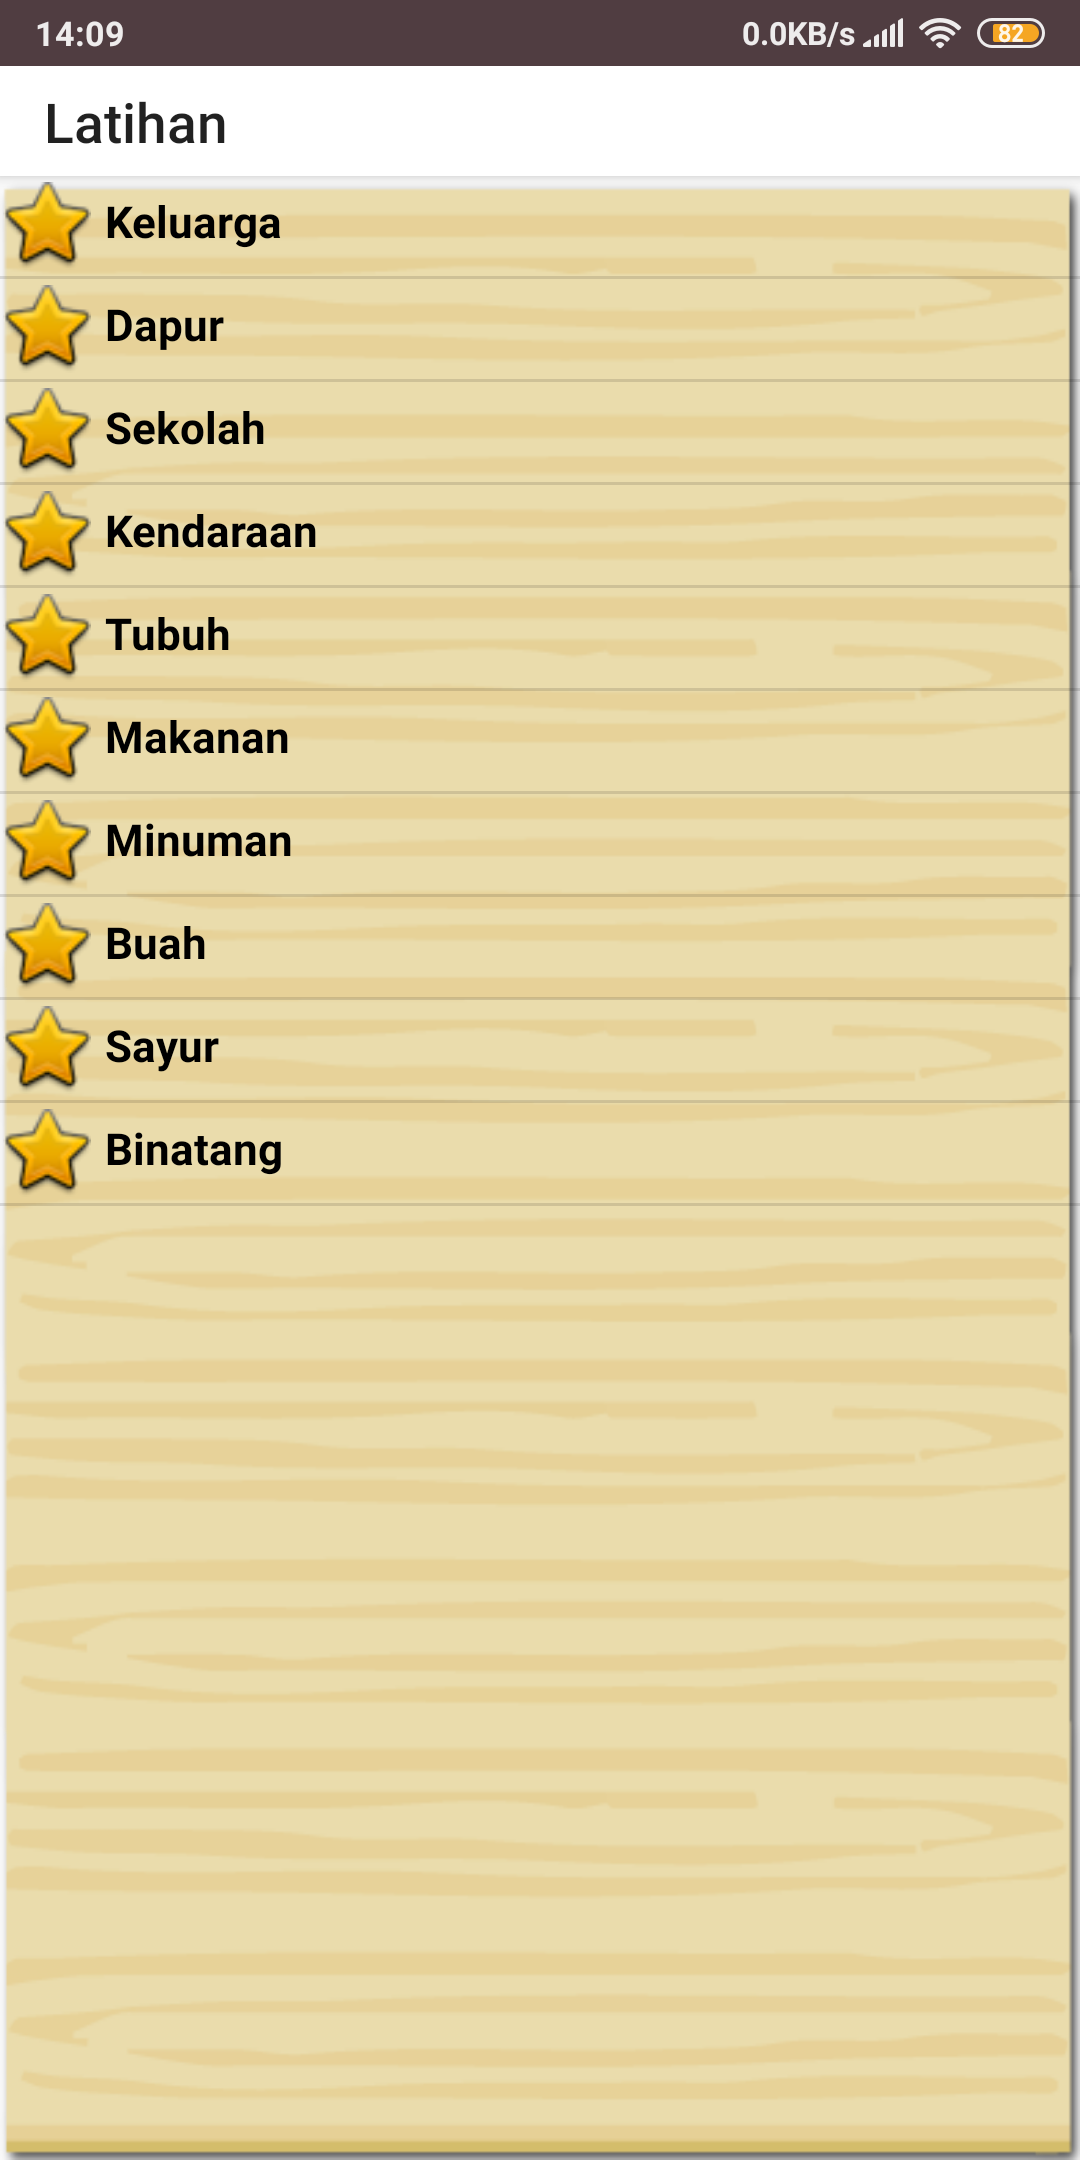 14:09 0.0KB/s 82
Latihan
Keluarga
Dapur
Sekolah
Kendaraan
Tubuh
Makanan
Minuman
Buah
Sayur
Binatang